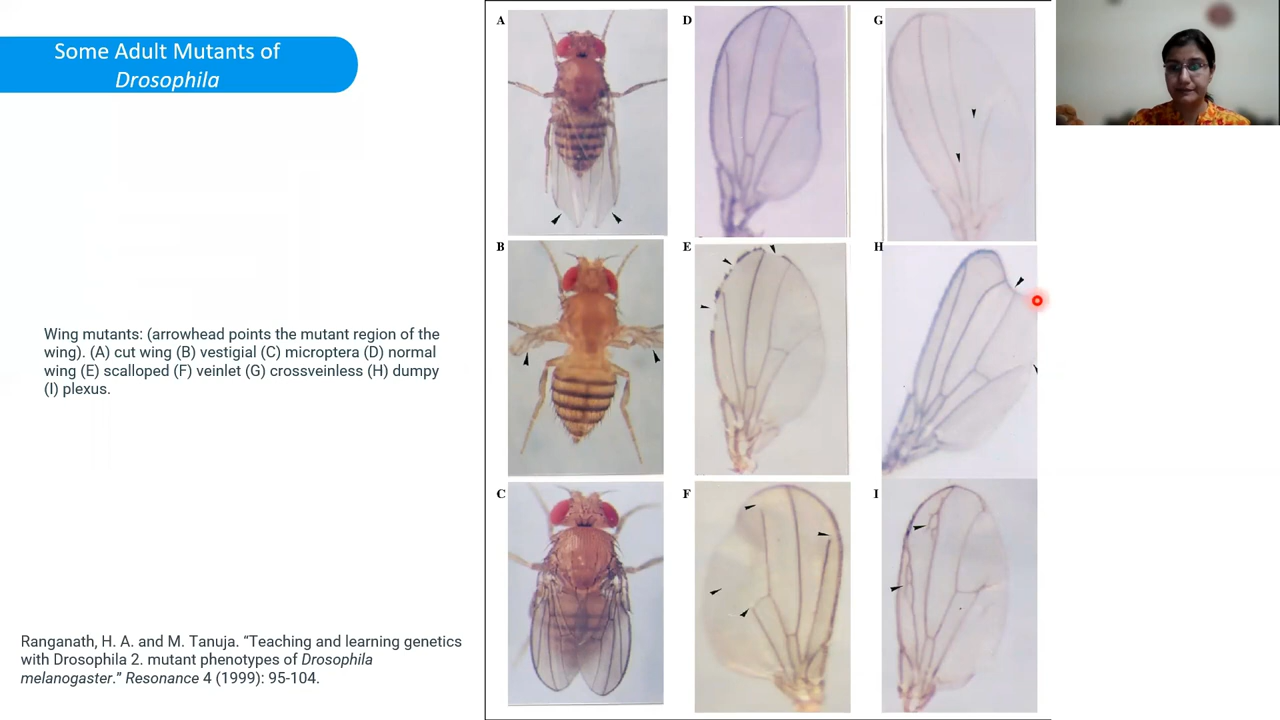 Some Adult Mutants of
Drosophila
Wing mutants: (arrowhead points the mutant region of the
wing). (A) cut wing (B) vestigial (C) microptera (D) normal
wing (E) scalloped (F) veinlet (G) crossveinless (H) dumpy
(I) plexus.
Ranganath, H. A. and M. Tanuja. “Teaching and learning genetics
with Drosophila 2. mutant phenotypes of Drosophila
melanogaster.” Resonance 4 (1999): 95-104.
A
D
G
B
E
H
C
F
I